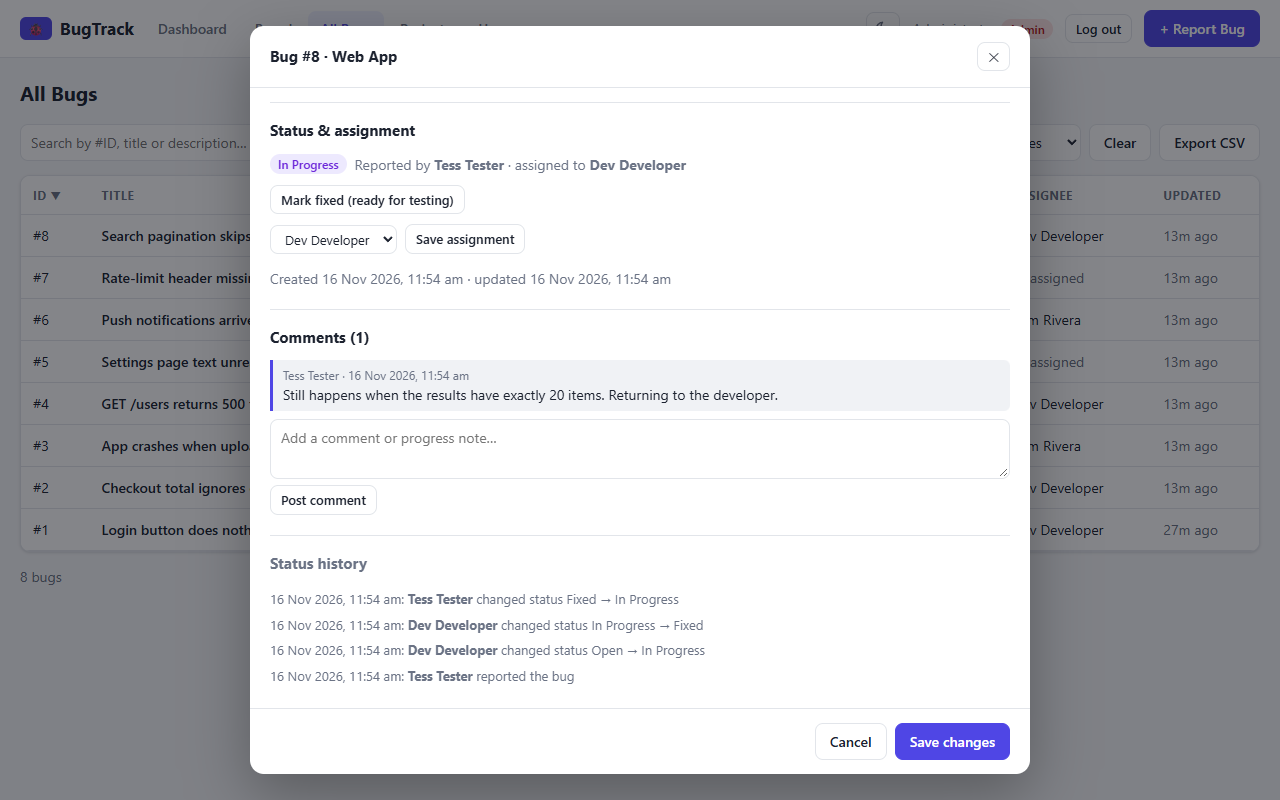 BugTrack
Dashboard
Log out
+ Report Bug
All Bugs
Search by #ID, title or description...
Clear
Export CSV
ID ▼ TITLE UPDATED
#8 Search pagination skips Developer 13m ago
#7 Rate-limit header 13m ago
#6 Push notifications Rivera 13m ago
#5 Settings page text 13m ago
#4 GET /users returns 500 Developer 13m ago
#3 App crashes when Rivera 13m ago
#2 Checkout total ignores Developer 13m ago
#1 Login button does Developer 27m ago
8 bugs
Bug #8 · Web App
Status & assignment
In Progress Reported by Tess Tester · assigned to Dev Developer
Mark fixed (ready for testing)
Dev Developer Save assignment
Created 16 Nov 2026, 11:54 am · updated 16 Nov 2026, 11:54 am
Comments (1)
Tess Tester · 16 Nov 2026, 11:54 am
Still happens when the results have exactly 20 items. Returning to the developer.
Add a comment or progress note...
Post comment
Status history
16 Nov 2026, 11:54 am: Tess Tester changed status Fixed → In Progress
16 Nov 2026, 11:54 am: Dev Developer changed status In Progress → Fixed
16 Nov 2026, 11:54 am: Dev Developer changed status Open → In Progress
16 Nov 2026, 11:54 am: Tess Tester reported the bug
Cancel
Save changes